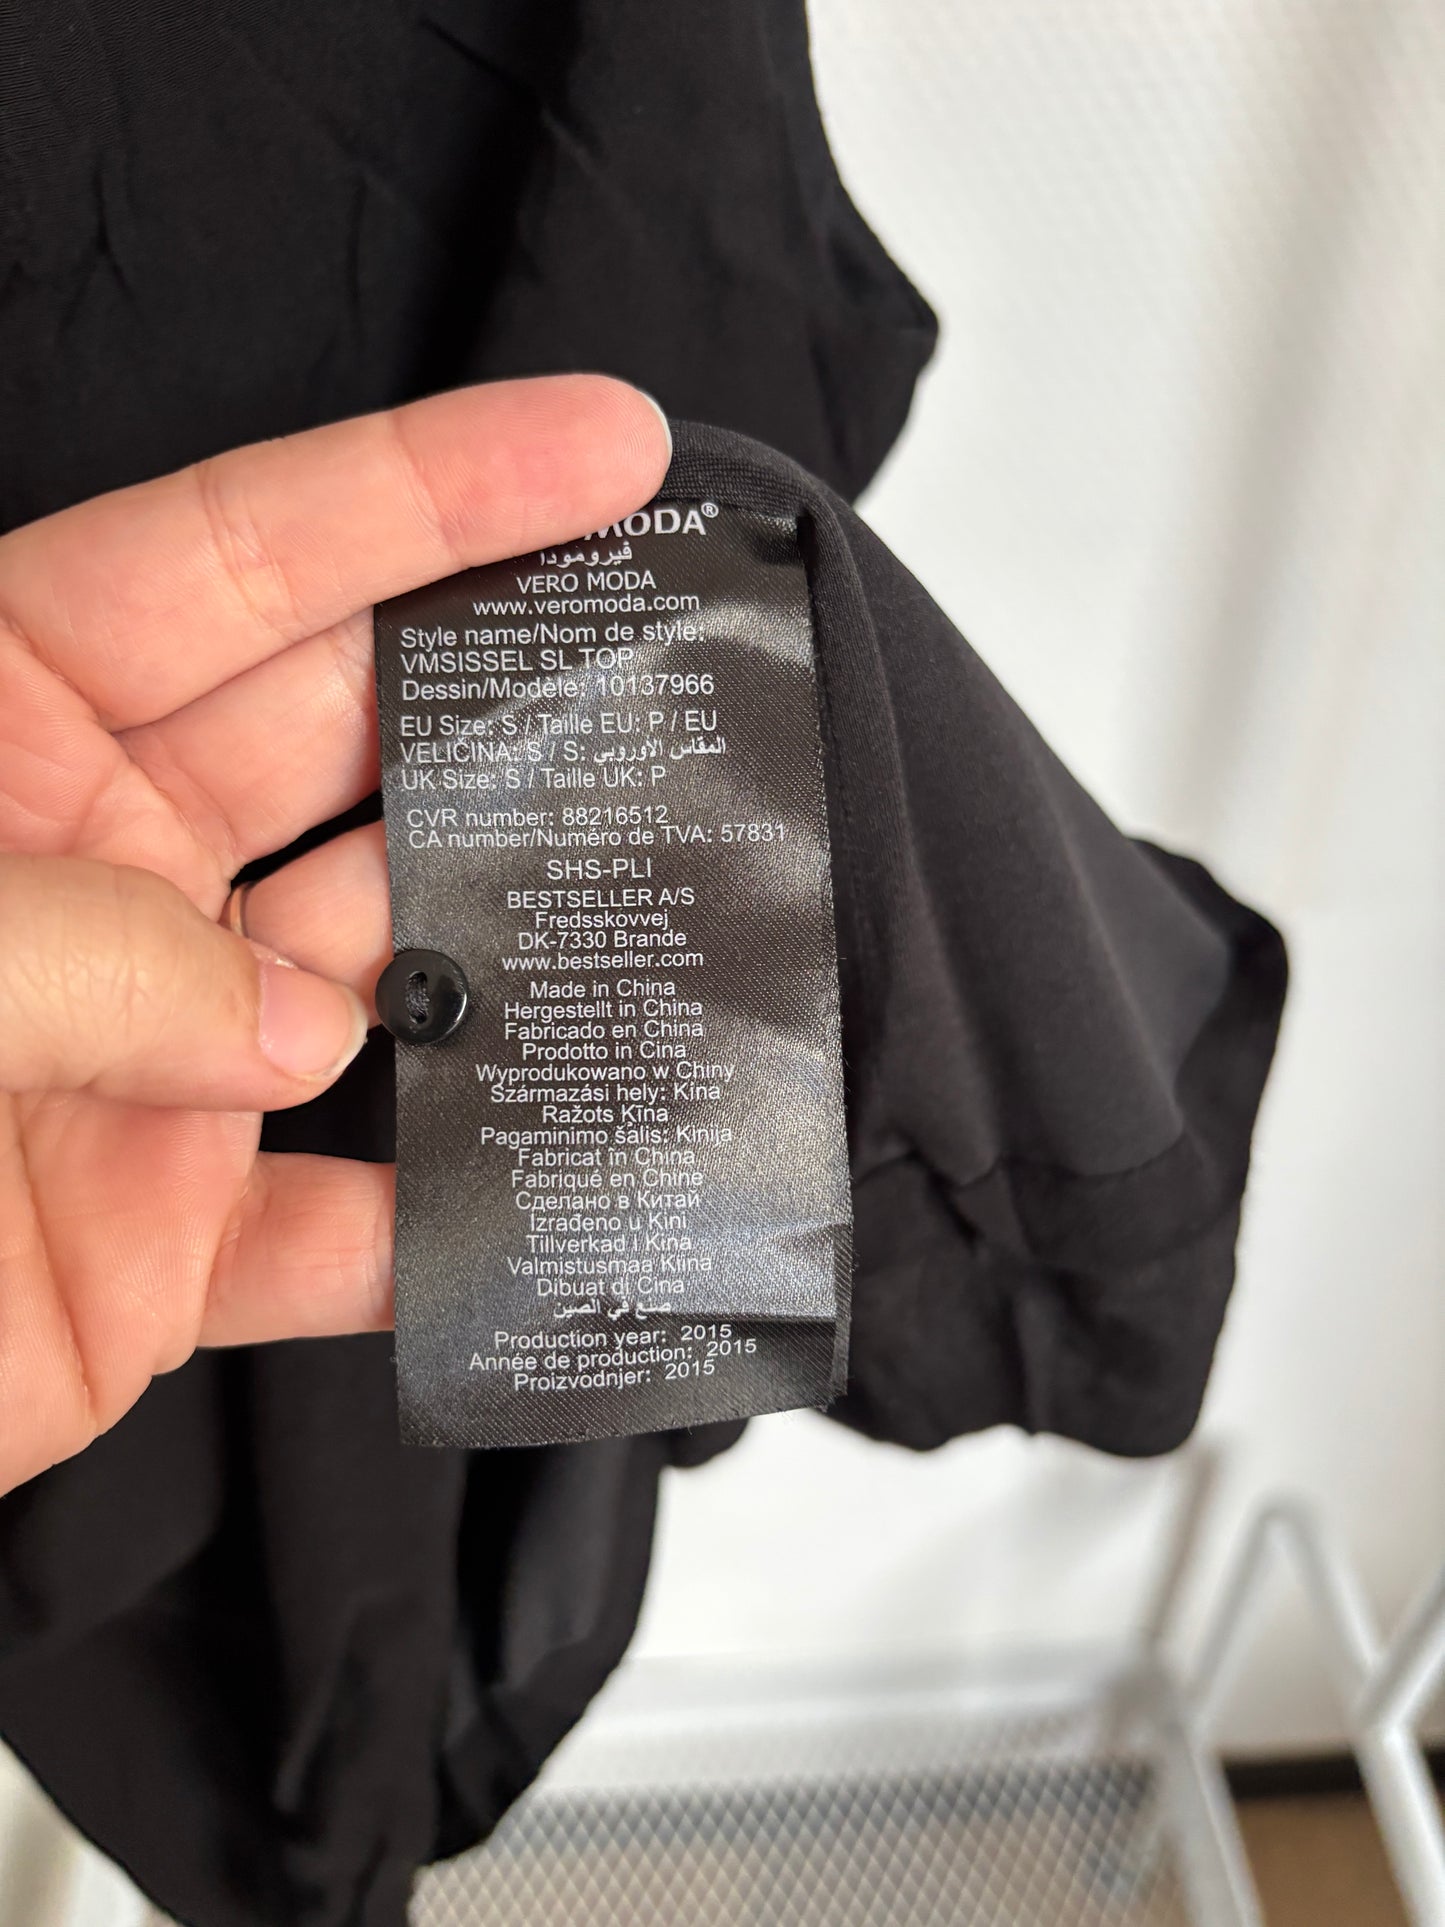 MODA®
فيرومودا
VERO MODA
www.veromoda.com
Style name/Nom de style:
VMSISSEL SL TOP
Dessin/Modèle: 10137966
EU Size: S / Taille EU: P / EU
VELIČINA: S / S: المقاس الاوروبي
UK Size: S / Taille UK: P
CVR number: 88216512
CA number/Numéro de TVA: 57831
SHS-PLI
BESTSELLER A/S
Fredsskovvej
DK-7330 Brande
www.bestseller.com
Made in China
Hergestellt in China
Fabricado en China
Prodotto in Cina
Wyprodukowano w Chiny
Származási hely: Kína
Ražots Ķīna
Pagaminimo šalis: Kinija
Fabricat în China
Fabriqué en Chine
Сделано в Китай
Izrađeno u Kini
Tillverkad i Kina
Valmistusmaa Kiina
Dibuat di Cina
صنع في الصين
Production year: 2015
Année de production: 2015
Proizvodnjer: 2015